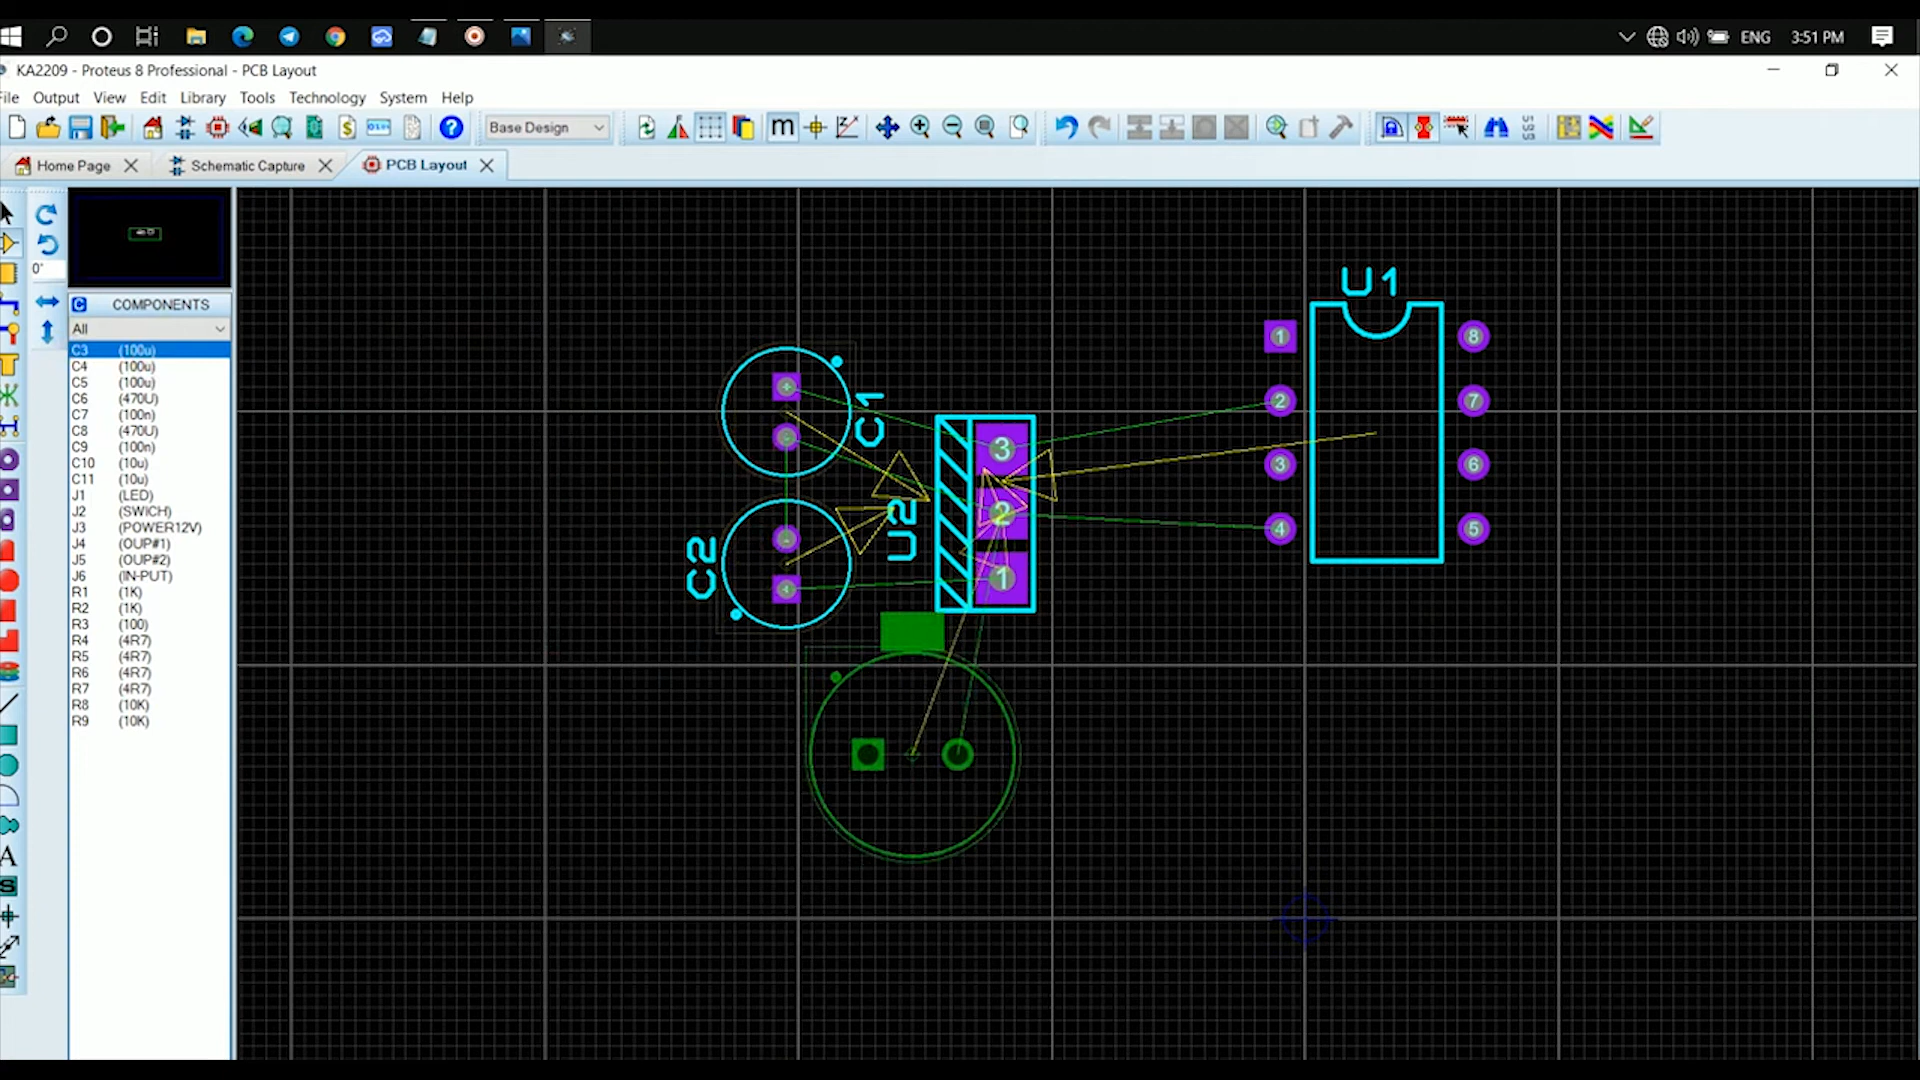 ENG 3:51 PM
KA2209 - Proteus 8 Professional - PCB Layout
File Output View Edit Library Tools Technology System Help
Base Design
Home Page Schematic Capture PCB Layout
0°
COMPONENTS
All
C3 (100u)
C4 (100u)
C5 (100u)
C6 (470U)
C7 (100n)
C8 (470U)
C9 (100n)
C10 (10u)
C11 (10u)
J1 (LED)
J2 (SWICH)
J3 (POWER12V)
J4 (OUP#1)
J5 (OUP#2)
J6 (IN-PUT)
R1 (1K)
R2 (1K)
R3 (100)
R4 (4R7)
R5 (4R7)
R6 (4R7)
R7 (4R7)
R8 (10K)
R9 (10K)
U1
1 8
2 7
3 6
4 5
C1
C2
U2
3
2
1